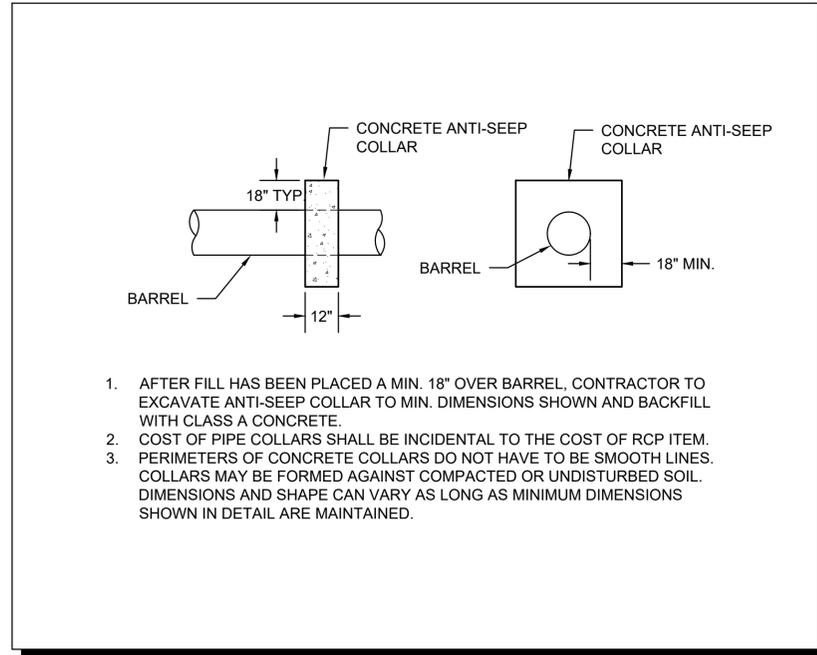 CONCRETE ANTI-SEEP
COLLAR
CONCRETE ANTI-SEEP
COLLAR
18" TYP.
BARREL
18" MIN.
BARREL
12"
1. AFTER FILL HAS BEEN PLACED A MIN. 18" OVER BARREL, CONTRACTOR TO
EXCAVATE ANTI-SEEP COLLAR TO MIN. DIMENSIONS SHOWN AND BACKFILL
WITH CLASS A CONCRETE.
2. COST OF PIPE COLLARS SHALL BE INCIDENTAL TO THE COST OF RCP ITEM.
3. PERIMETERS OF CONCRETE COLLARS DO NOT HAVE TO BE SMOOTH LINES.
COLLARS MAY BE FORMED AGAINST COMPACTED OR UNDISTURBED SOIL.
DIMENSIONS AND SHAPE CAN VARY AS LONG AS MINIMUM DIMENSIONS
SHOWN IN DETAIL ARE MAINTAINED.